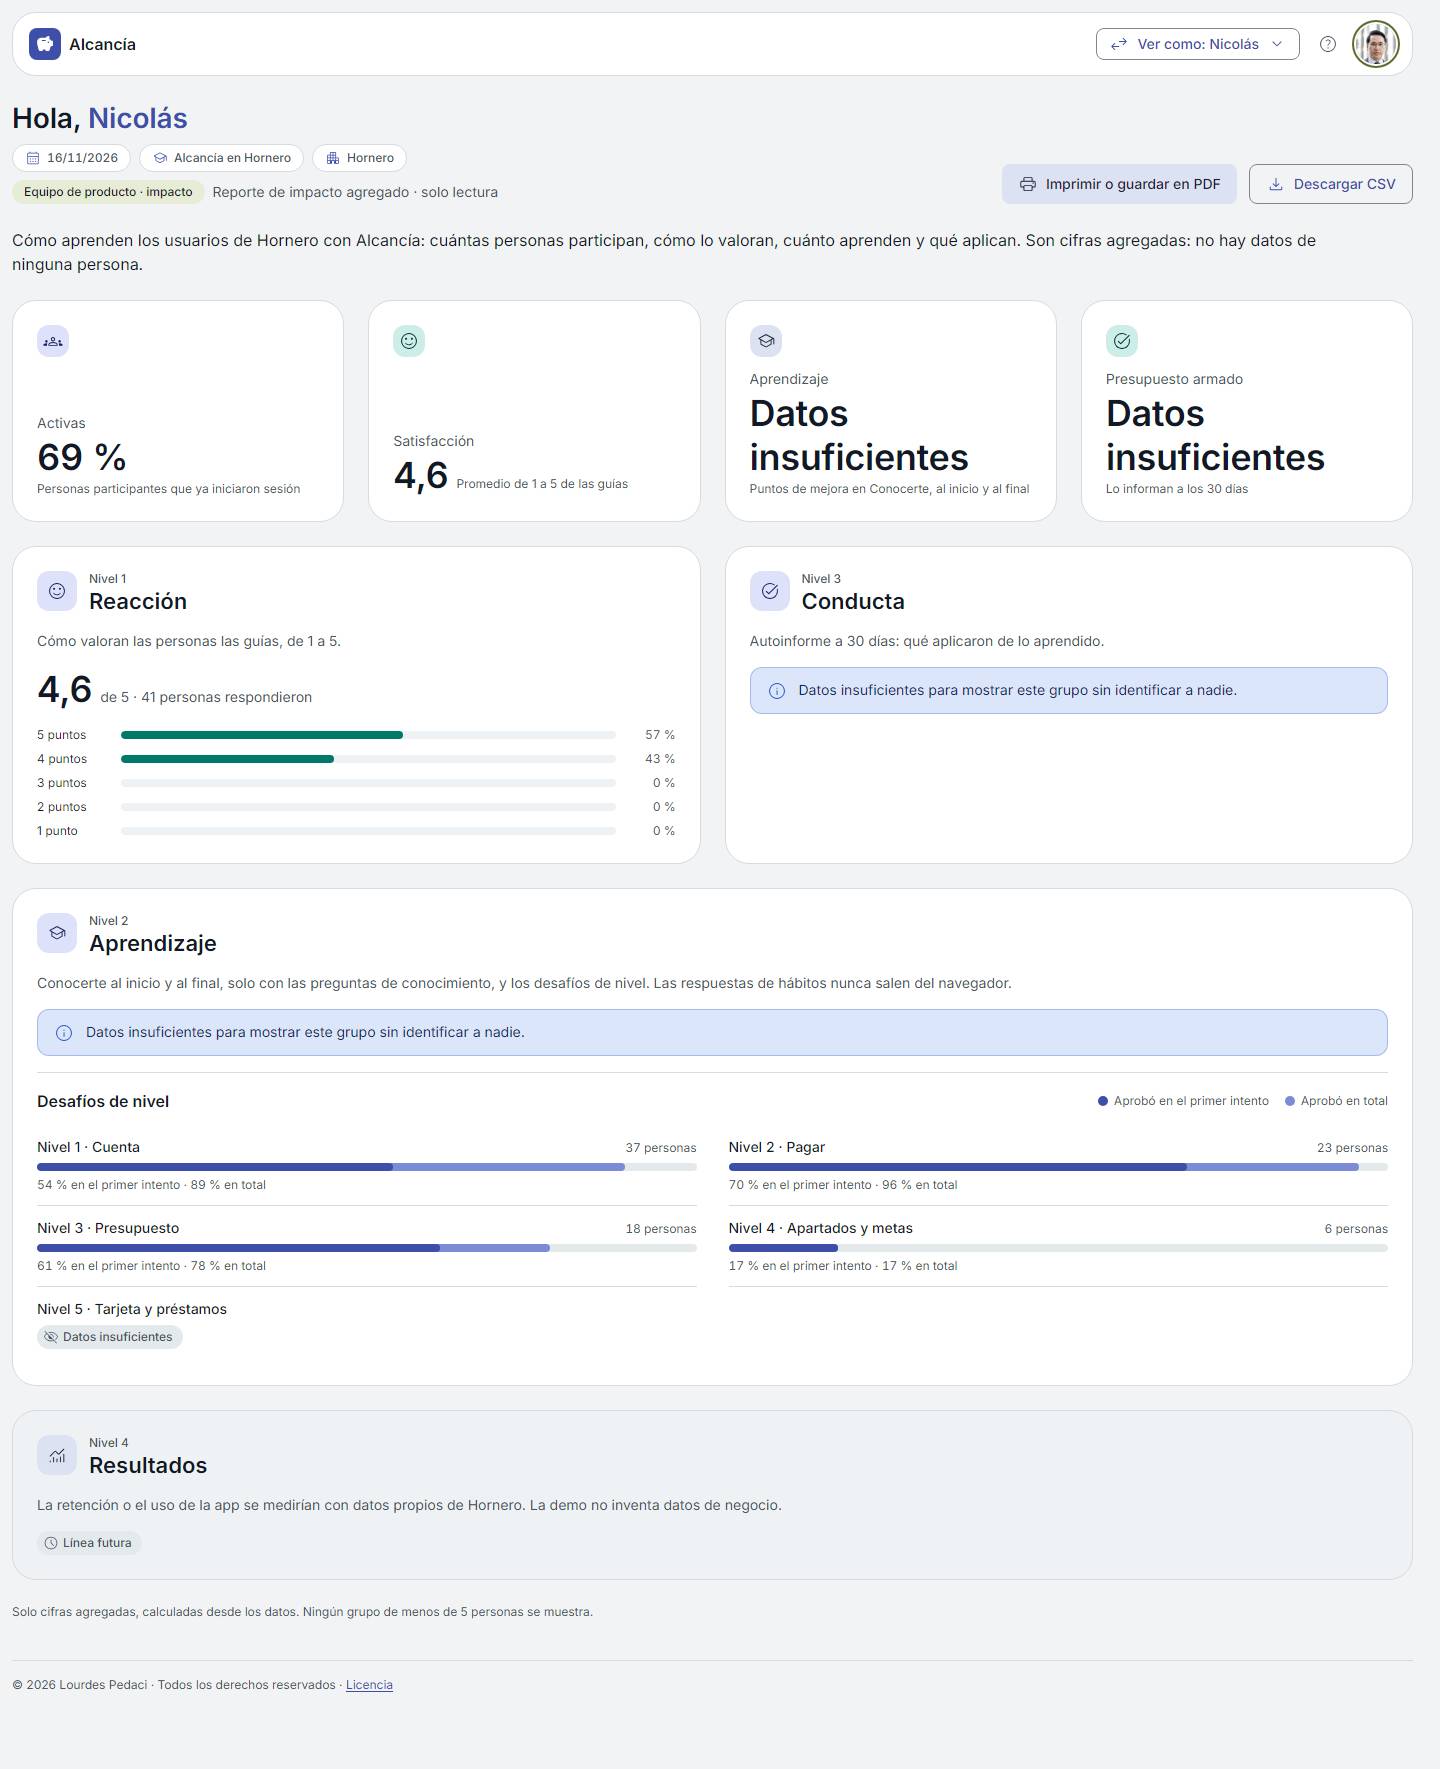 Alcancía
Ver como: Nicolás
Hola, Nicolás
16/11/2026
Alcancía en Hornero
Hornero
Equipo de producto · impacto
Reporte de impacto agregado · solo lectura
Imprimir o guardar en PDF
Descargar CSV
Cómo aprenden los usuarios de Hornero con Alcancía: cuántas personas participan, cómo lo valoran, cuánto aprenden y qué aplican. Son cifras agregadas: no hay datos de
ninguna persona.
Activas
69 %
Personas participantes que ya iniciaron sesión
Satisfacción
4,6 Promedio de 1 a 5 de las guías
Aprendizaje
Datos
insuficientes
Puntos de mejora en Conocerte, al inicio y al final
Presupuesto armado
Datos
insuficientes
Lo informan a los 30 días
Nivel 1
Reacción
Cómo valoran las personas las guías, de 1 a 5.
4,6 de 5 · 41 personas respondieron
5 puntos 57 %
4 puntos 43 %
3 puntos 0 %
2 puntos 0 %
1 punto 0 %
Nivel 3
Conducta
Autoinforme a 30 días: qué aplicaron de lo aprendido.
Datos insuficientes para mostrar este grupo sin identificar a nadie.
Nivel 2
Aprendizaje
Conocerte al inicio y al final, solo con las preguntas de conocimiento, y los desafíos de nivel. Las respuestas de hábitos nunca salen del navegador.
Datos insuficientes para mostrar este grupo sin identificar a nadie.
Desafíos de nivel
Aprobó en el primer intento
Aprobó en total
Nivel 1 · Cuenta 37 personas
54 % en el primer intento · 89 % en total
Nivel 2 · Pagar 23 personas
70 % en el primer intento · 96 % en total
Nivel 3 · Presupuesto 18 personas
61 % en el primer intento · 78 % en total
Nivel 4 · Apartados y metas 6 personas
17 % en el primer intento · 17 % en total
Nivel 5 · Tarjeta y préstamos
Datos insuficientes
Nivel 4
Resultados
La retención o el uso de la app se medirían con datos propios de Hornero. La demo no inventa datos de negocio.
Línea futura
Solo cifras agregadas, calculadas desde los datos. Ningún grupo de menos de 5 personas se muestra.
© 2026 Lourdes Pedaci · Todos los derechos reservados · Licencia